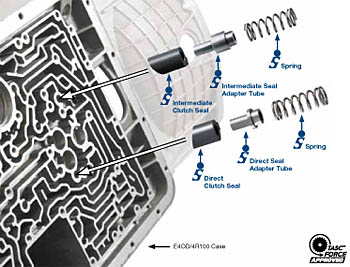 Spring
Intermediate Seal
Adapter Tube
Intermediate
Clutch Seal
Spring
Direct Seal
Adapter Tube
Direct
Clutch Seal
E4OD/4R100 Case
TASC
FORCE
APPROVED